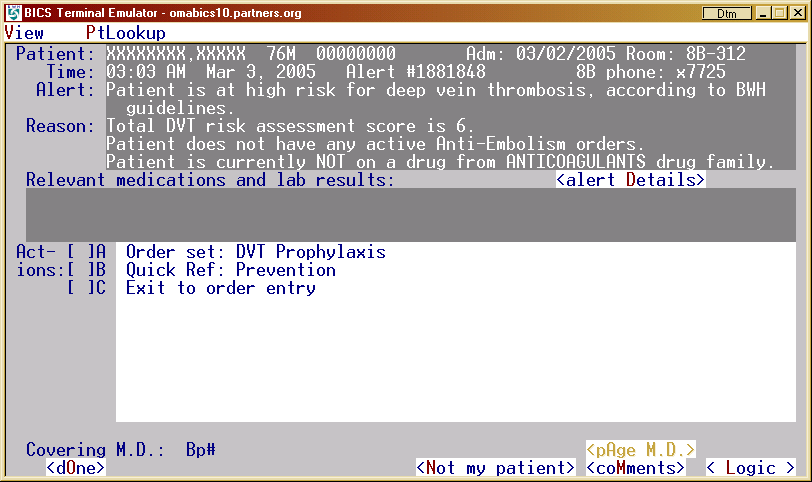 BICS Terminal Emulator - omabics10.partners.org Dtm
View PtLookup
Patient: XXXXXXXX,XXXXX 76M 00000000 Adm: 03/02/2005 Room: 8B-312
Time: 03:03 AM Mar 3, 2005 Alert #1881848 8B phone: x7725
Alert: Patient is at high risk for deep vein thrombosis, according to BWH
guidelines.
Reason: Total DVT risk assessment score is 6.
Patient does not have any active Anti-Embolism orders.
Patient is currently NOT on a drug from ANTICOAGULANTS drug family.
Relevant medications and lab results: <alert Details>
Act- [ ]A Order set: DVT Prophylaxis
ions:[ ]B Quick Ref: Prevention
[ ]C Exit to order entry
Covering M.D.: Bp# <pAge M.D.>
<dOne> <Not my patient> <coMments> < Logic >